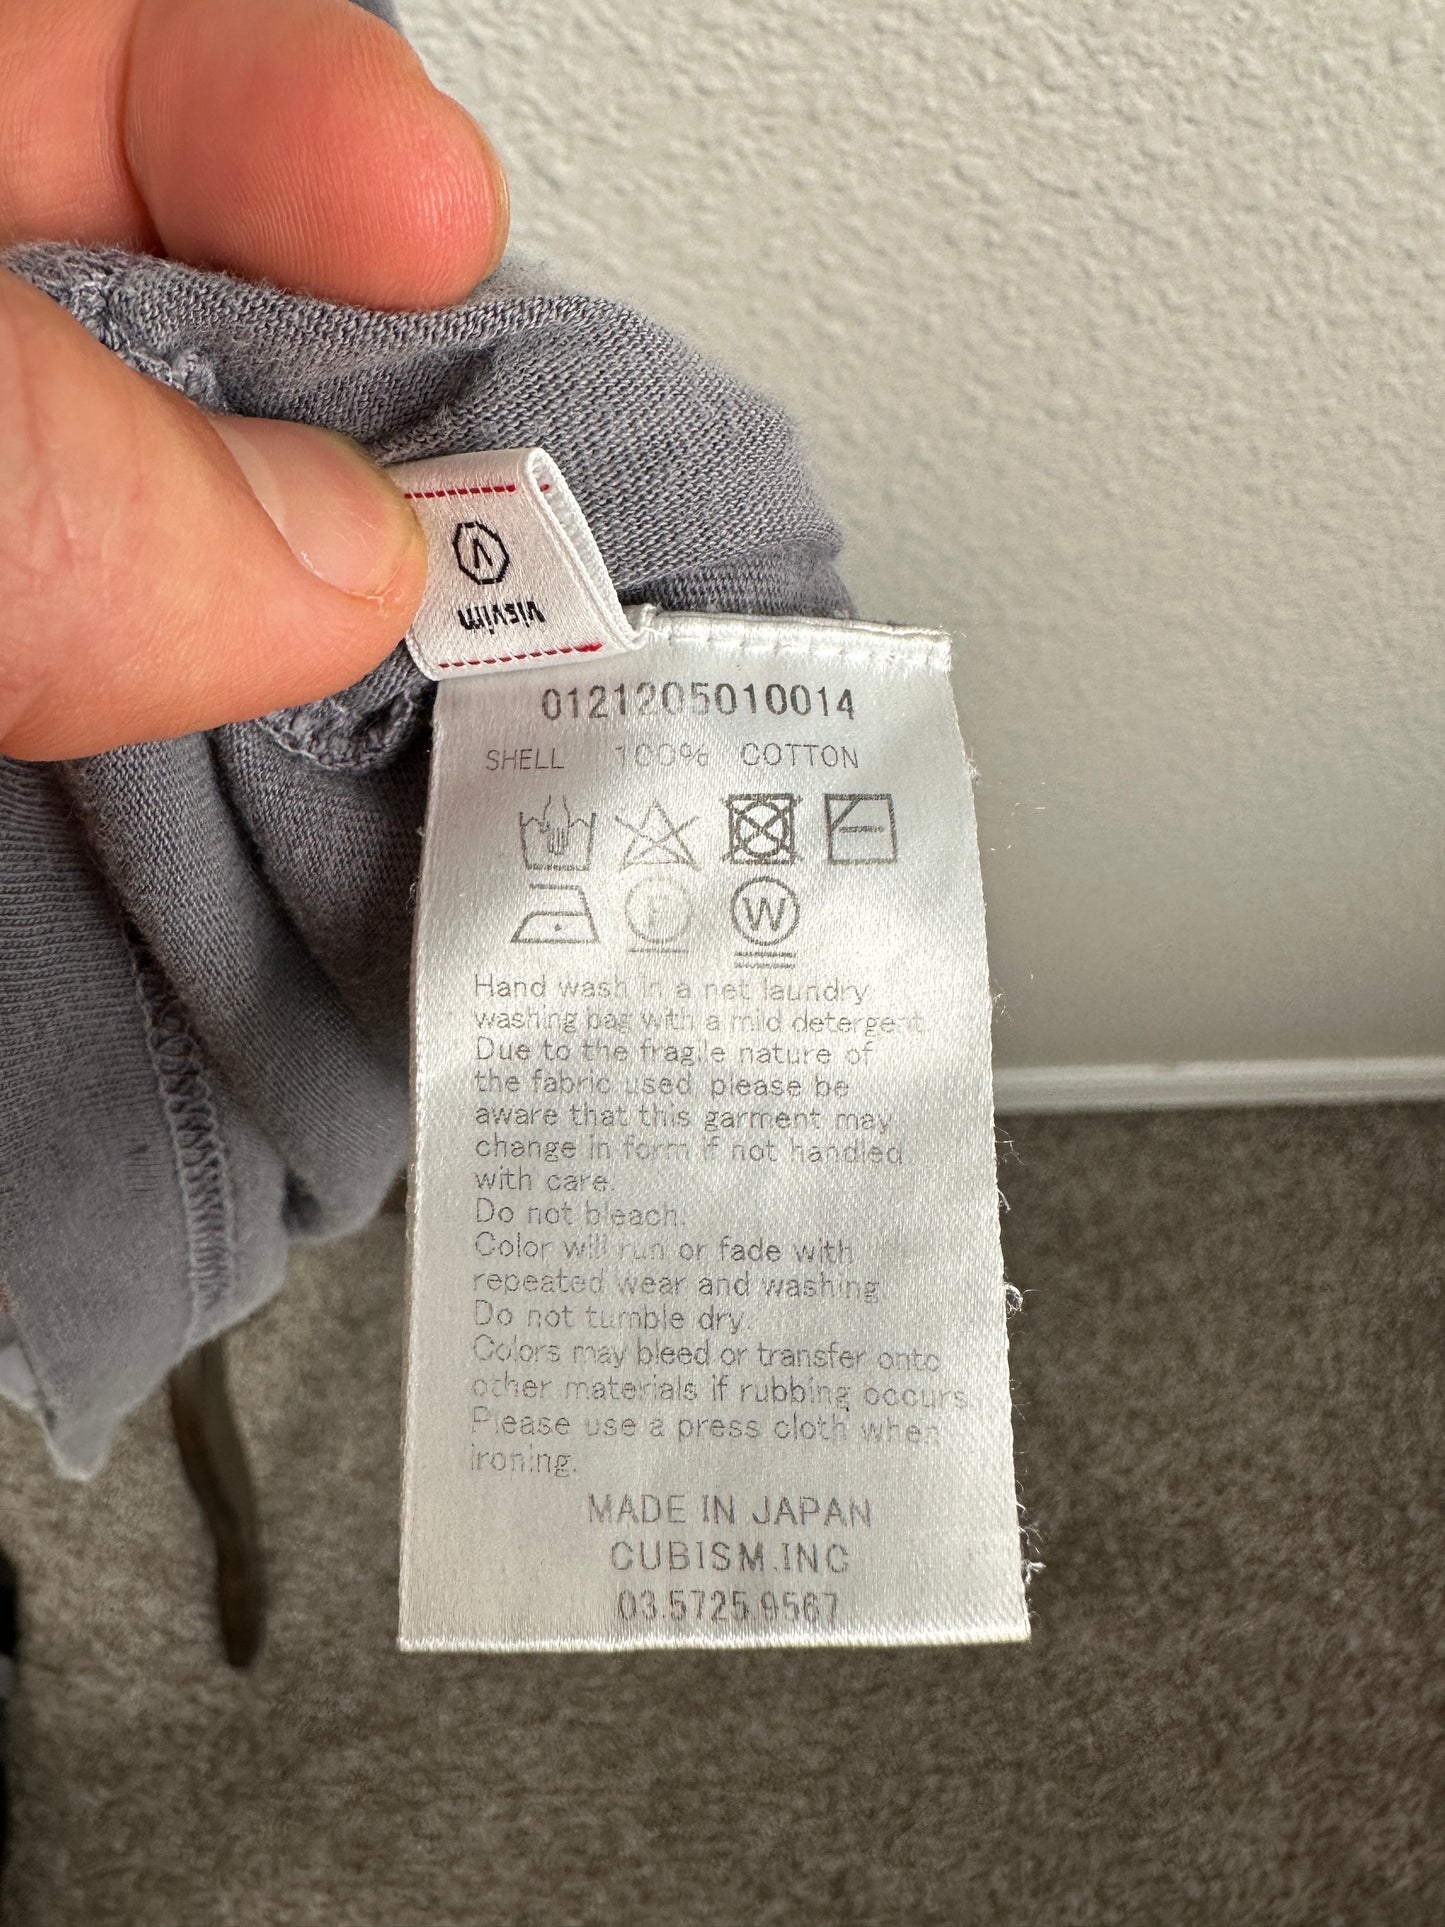 V
visvim
0121205010014
SHELL 100% COTTON
W
Hand wash in a net laundry
washing bag with a mild detergent.
Due to the fragile nature of
the fabric used please be
aware that this garment may
change in form if not handled
with care.
Do not bleach.
Color will run or fade with
repeated wear and washing.
Do not tumble dry.
Colors may bleed or transfer onto
other materials if rubbing occurs.
Please use a press cloth when
ironing.
MADE IN JAPAN
CUBISM.INC
03.5725.9567